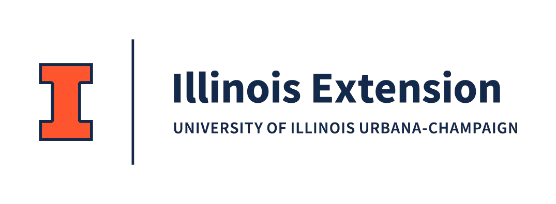 I
Illinois Extension
UNIVERSITY OF ILLINOIS URBANA-CHAMPAIGN